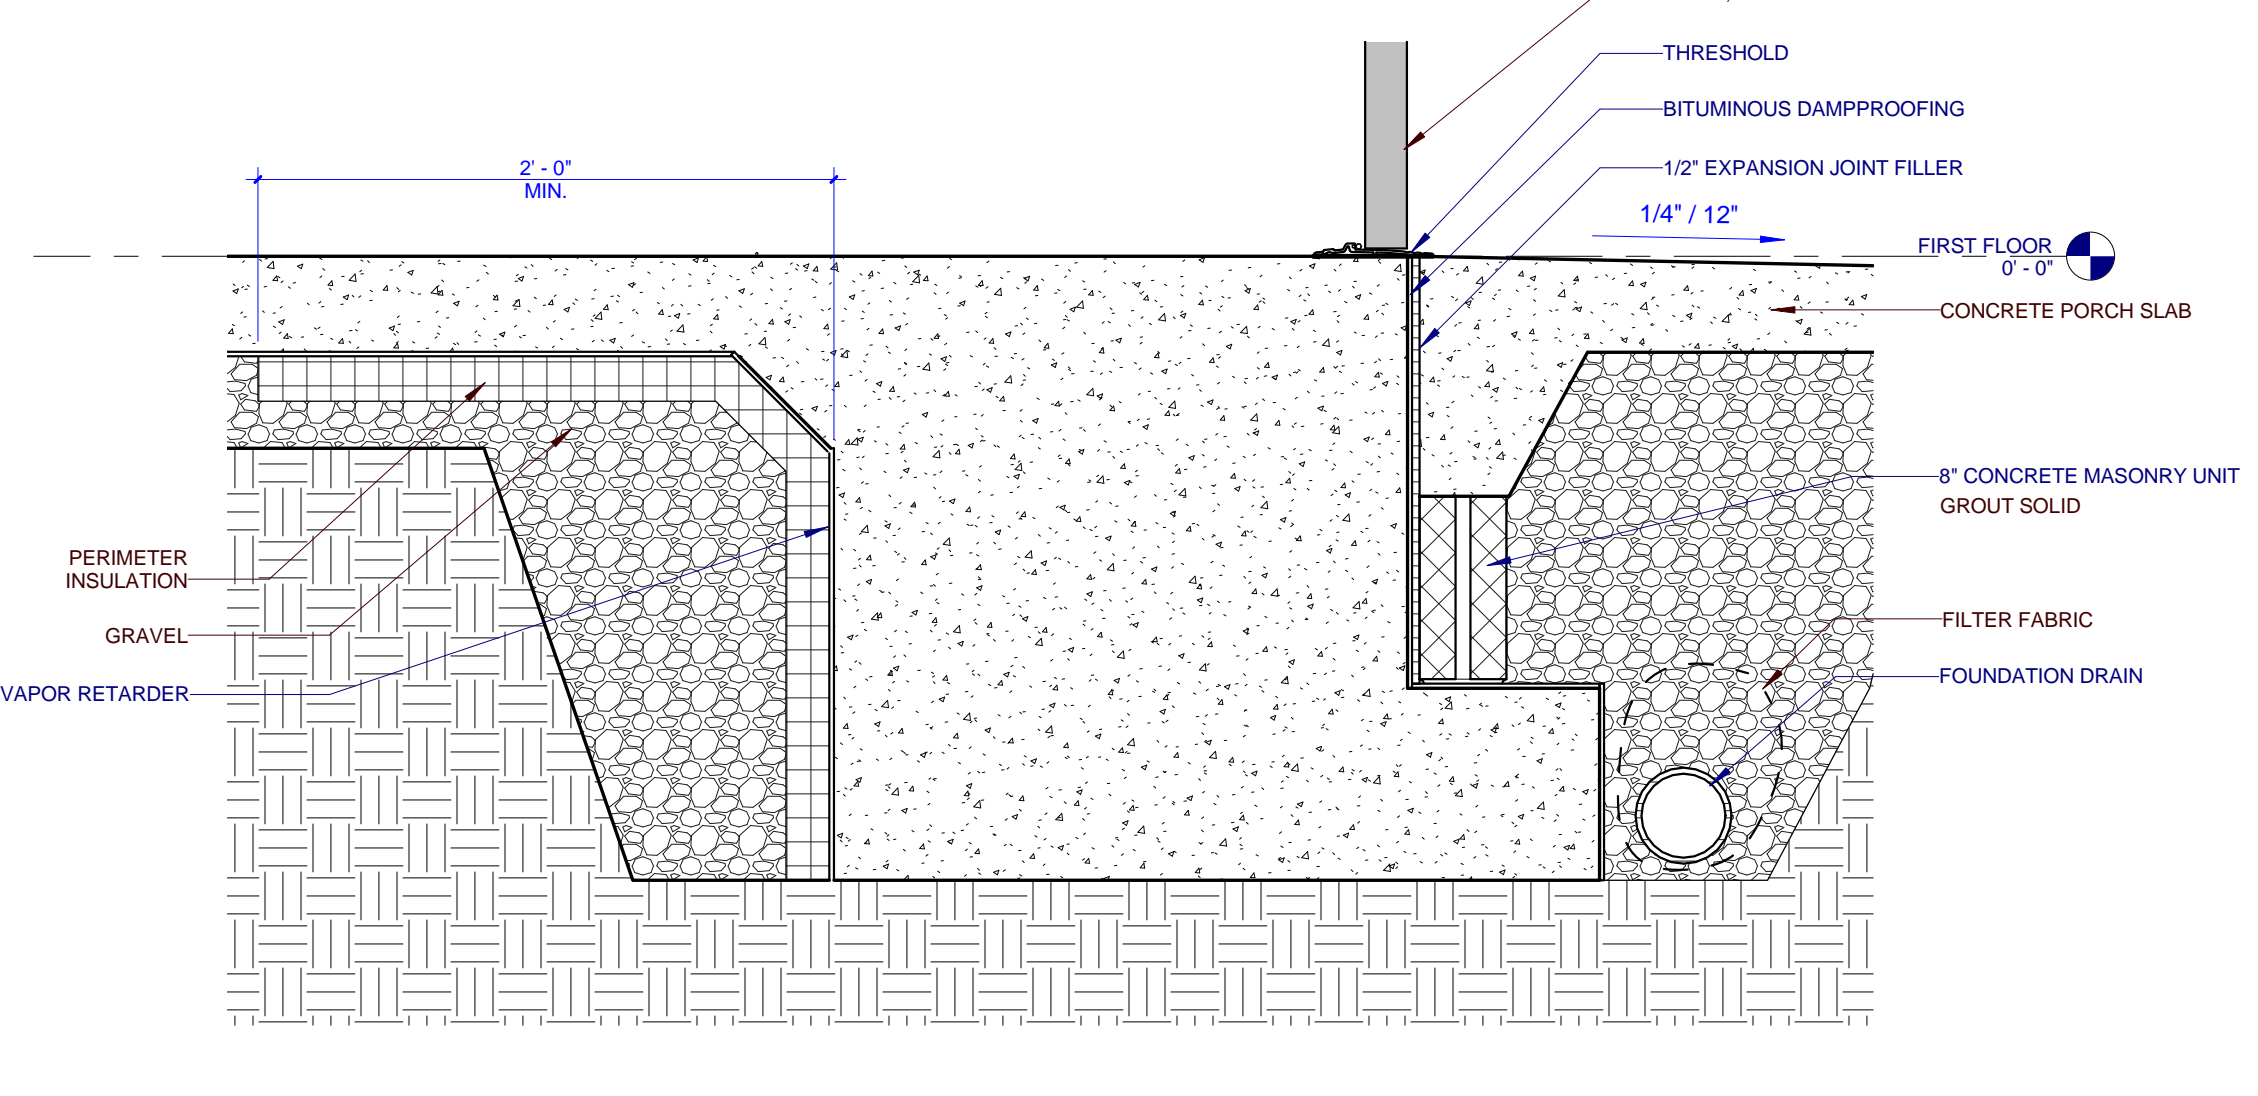 THRESHOLD
BITUMINOUS DAMPPROOFING
2' - 0"
MIN.
1/2" EXPANSION JOINT FILLER
1/4" / 12"
FIRST FLOOR
0' - 0"
CONCRETE PORCH SLAB
8" CONCRETE MASONRY UNIT
GROUT SOLID
PERIMETER
INSULATION
GRAVEL
FILTER FABRIC
FOUNDATION DRAIN
VAPOR RETARDER